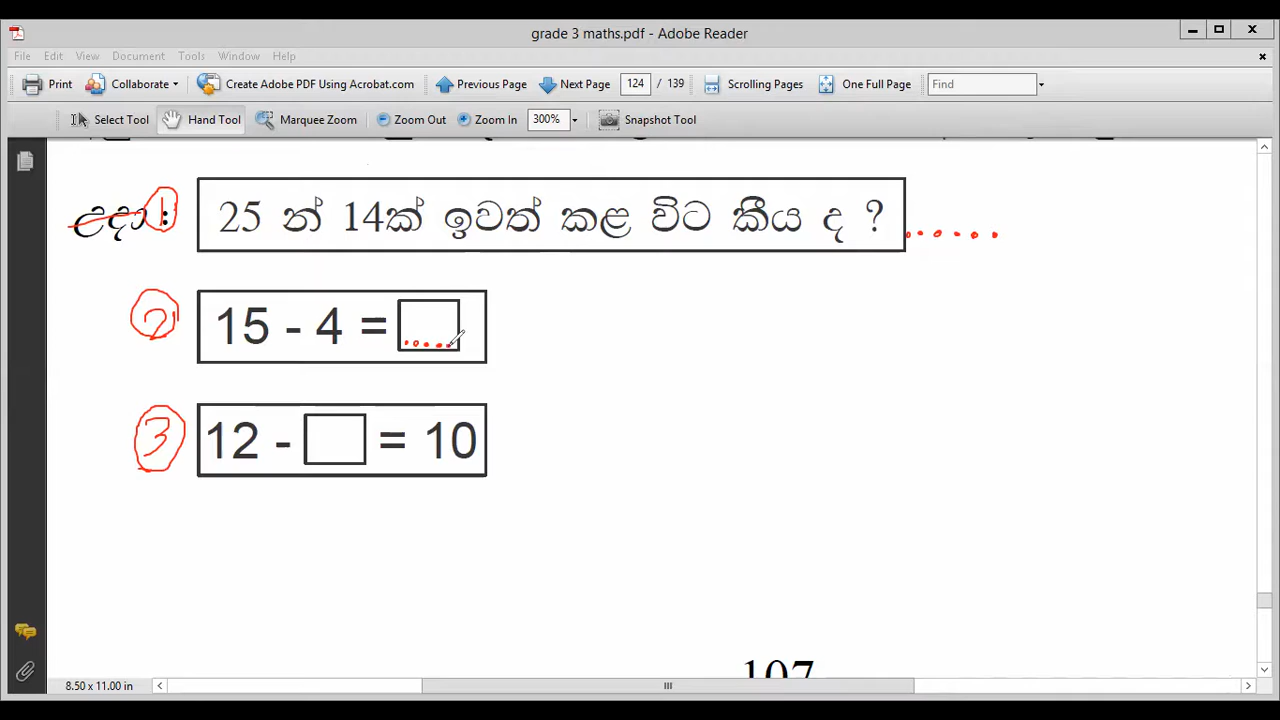 grade 3 maths.pdf - Adobe Reader
File Edit View Document Tools Window Help
Print Collaborate Create Adobe PDF Using Acrobat.com Previous Page Next Page 124 / 139 Scrolling Pages One Full Page Find
Select Tool Hand Tool Marquee Zoom Zoom Out Zoom In 300% Snapshot Tool
උදා : 1 25 න් 14ක් ඉවත් කළ විට කීය ද ? ......
2 15 - 4 = .....
3 12 - = 10
107
8.50 x 11.00 in